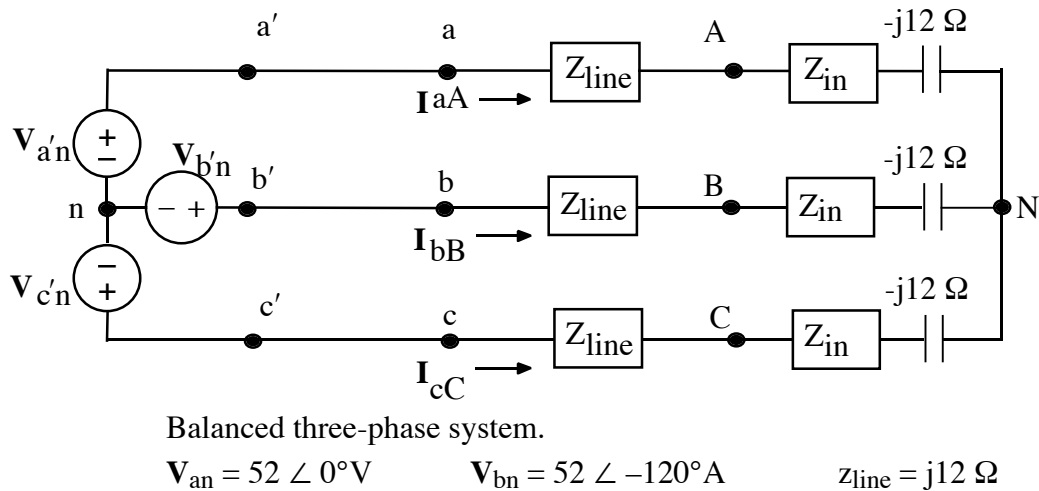 a′ a A -j12 Ω
Zline Zin
IaA
Va′n + −
Vb′n -j12 Ω
b′ b B
n − + Zline Zin N
IbB
Vc′n − +
-j12 Ω
c′ c C
Zline Zin
IcC
Balanced three-phase system.
Van = 52 ∠ 0°V Vbn = 52 ∠ –120°A zline = j12 Ω